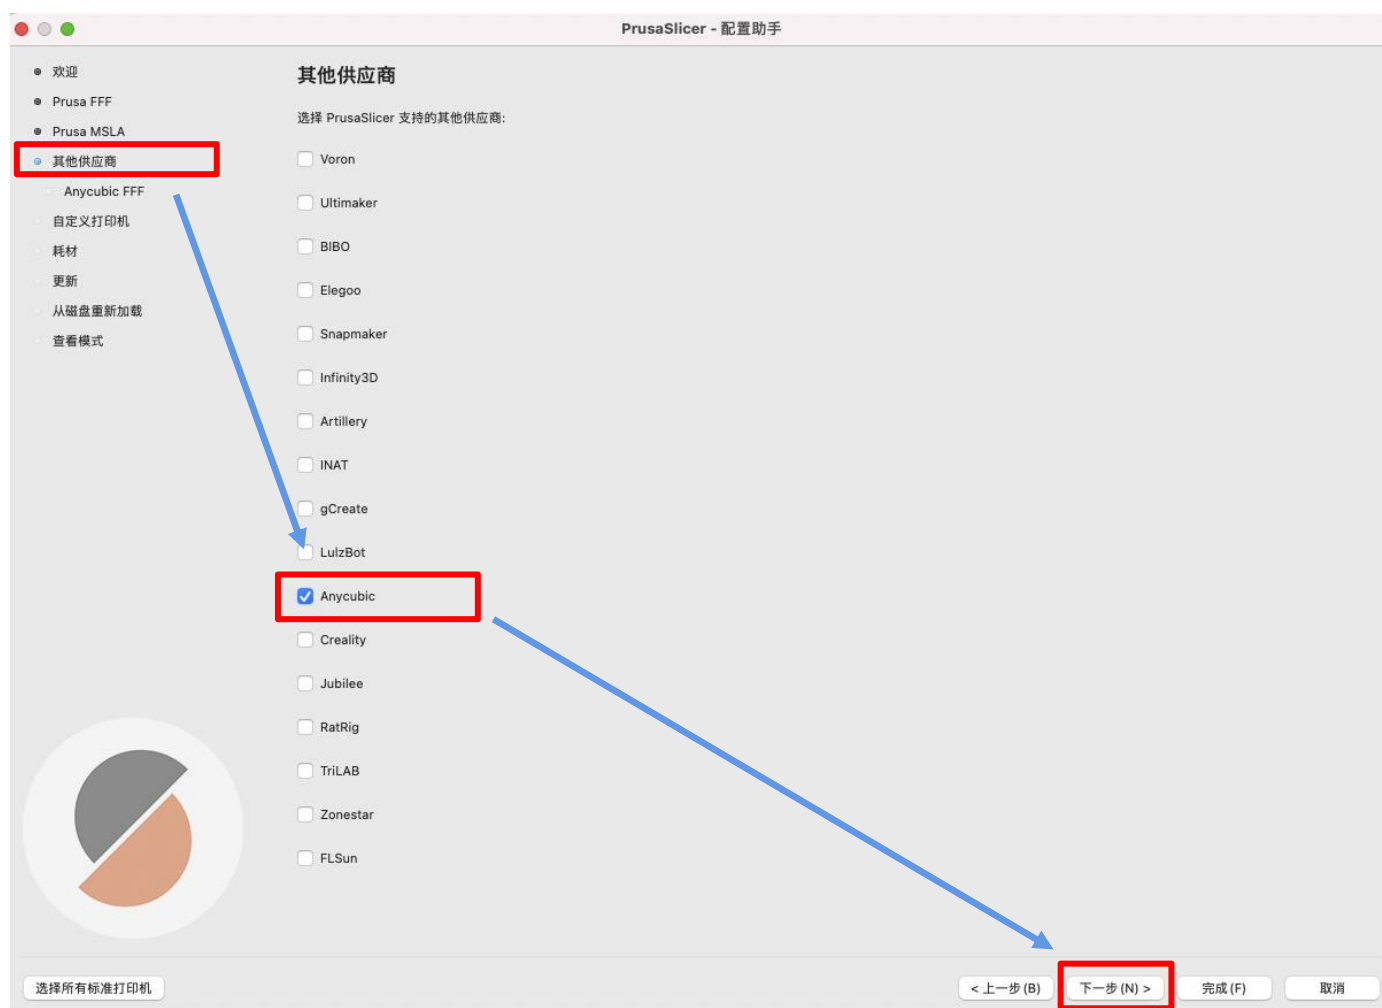 PrusaSlicer - 配置助手
欢迎
Prusa FFF
Prusa MSLA
其他供应商
Anycubic FFF
自定义打印机
耗材
更新
从磁盘重新加载
查看模式
其他供应商
选择 PrusaSlicer 支持的其他供应商:
Voron
Ultimaker
BIBO
Elegoo
Snapmaker
Infinity3D
Artillery
INAT
gCreate
LulzBot
Anycubic
Creality
Jubilee
RatRig
TriLAB
Zonestar
FLSun
选择所有标准打印机
< 上一步 (B)
下一步 (N) >
完成 (F)
取消